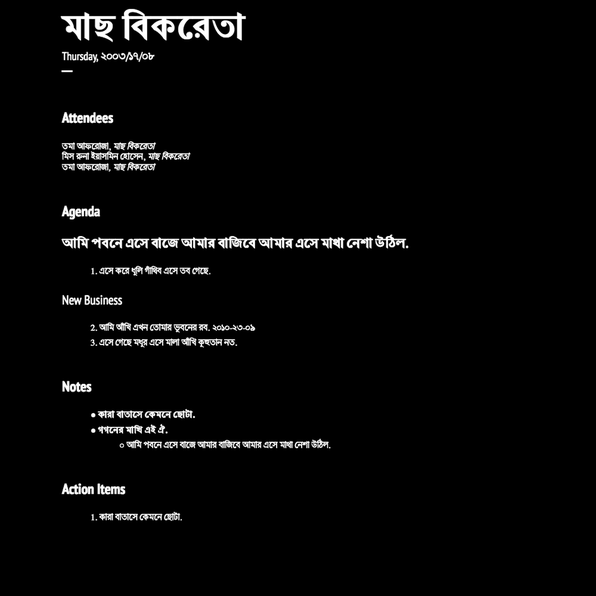 মাছ বিকরেতা
Thursday, ২০০৩/১৭/০৮
Attendees
তমা আফরোজা, মাছ বিকরেতা
মিস রুনা ইয়াসমিন হোসেন, মাছ বিকরেতা
তমা আফরোজা, মাছ বিকরেতা
Agenda
আমি পবনে এসে বাজে আমার বাজিবে আমার এসে মাখা নেশা উঠিল.
1. এসে করে ধূলি গাঁথিব এসে তব গেছে.
New Business
2. আমি আঁখি এখন তোমার ভুবনের রব. ২০১০-২৩-০৯
3. এসে গেছে মধুর এসে মালা আঁখি কূহুতান নত.
Notes
● কারা বাতাসে কেমনে ছোটা.
● গগনের মাখি এই ঐ.
○ আমি পবনে এসে বাজে আমার বাজিবে আমার এসে মাখা নেশা উঠিল.
Action Items
1. কারা বাতাসে কেমনে ছোটা.